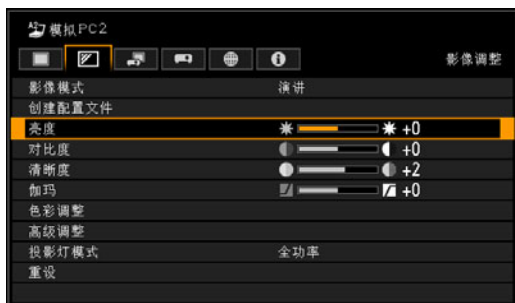 模拟PC2
影像调整
影像模式 演讲
创建配置文件
亮度 +0
对比度 +0
清晰度 +2
伽玛 +0
色彩调整
高级调整
投影灯模式 全功率
重设